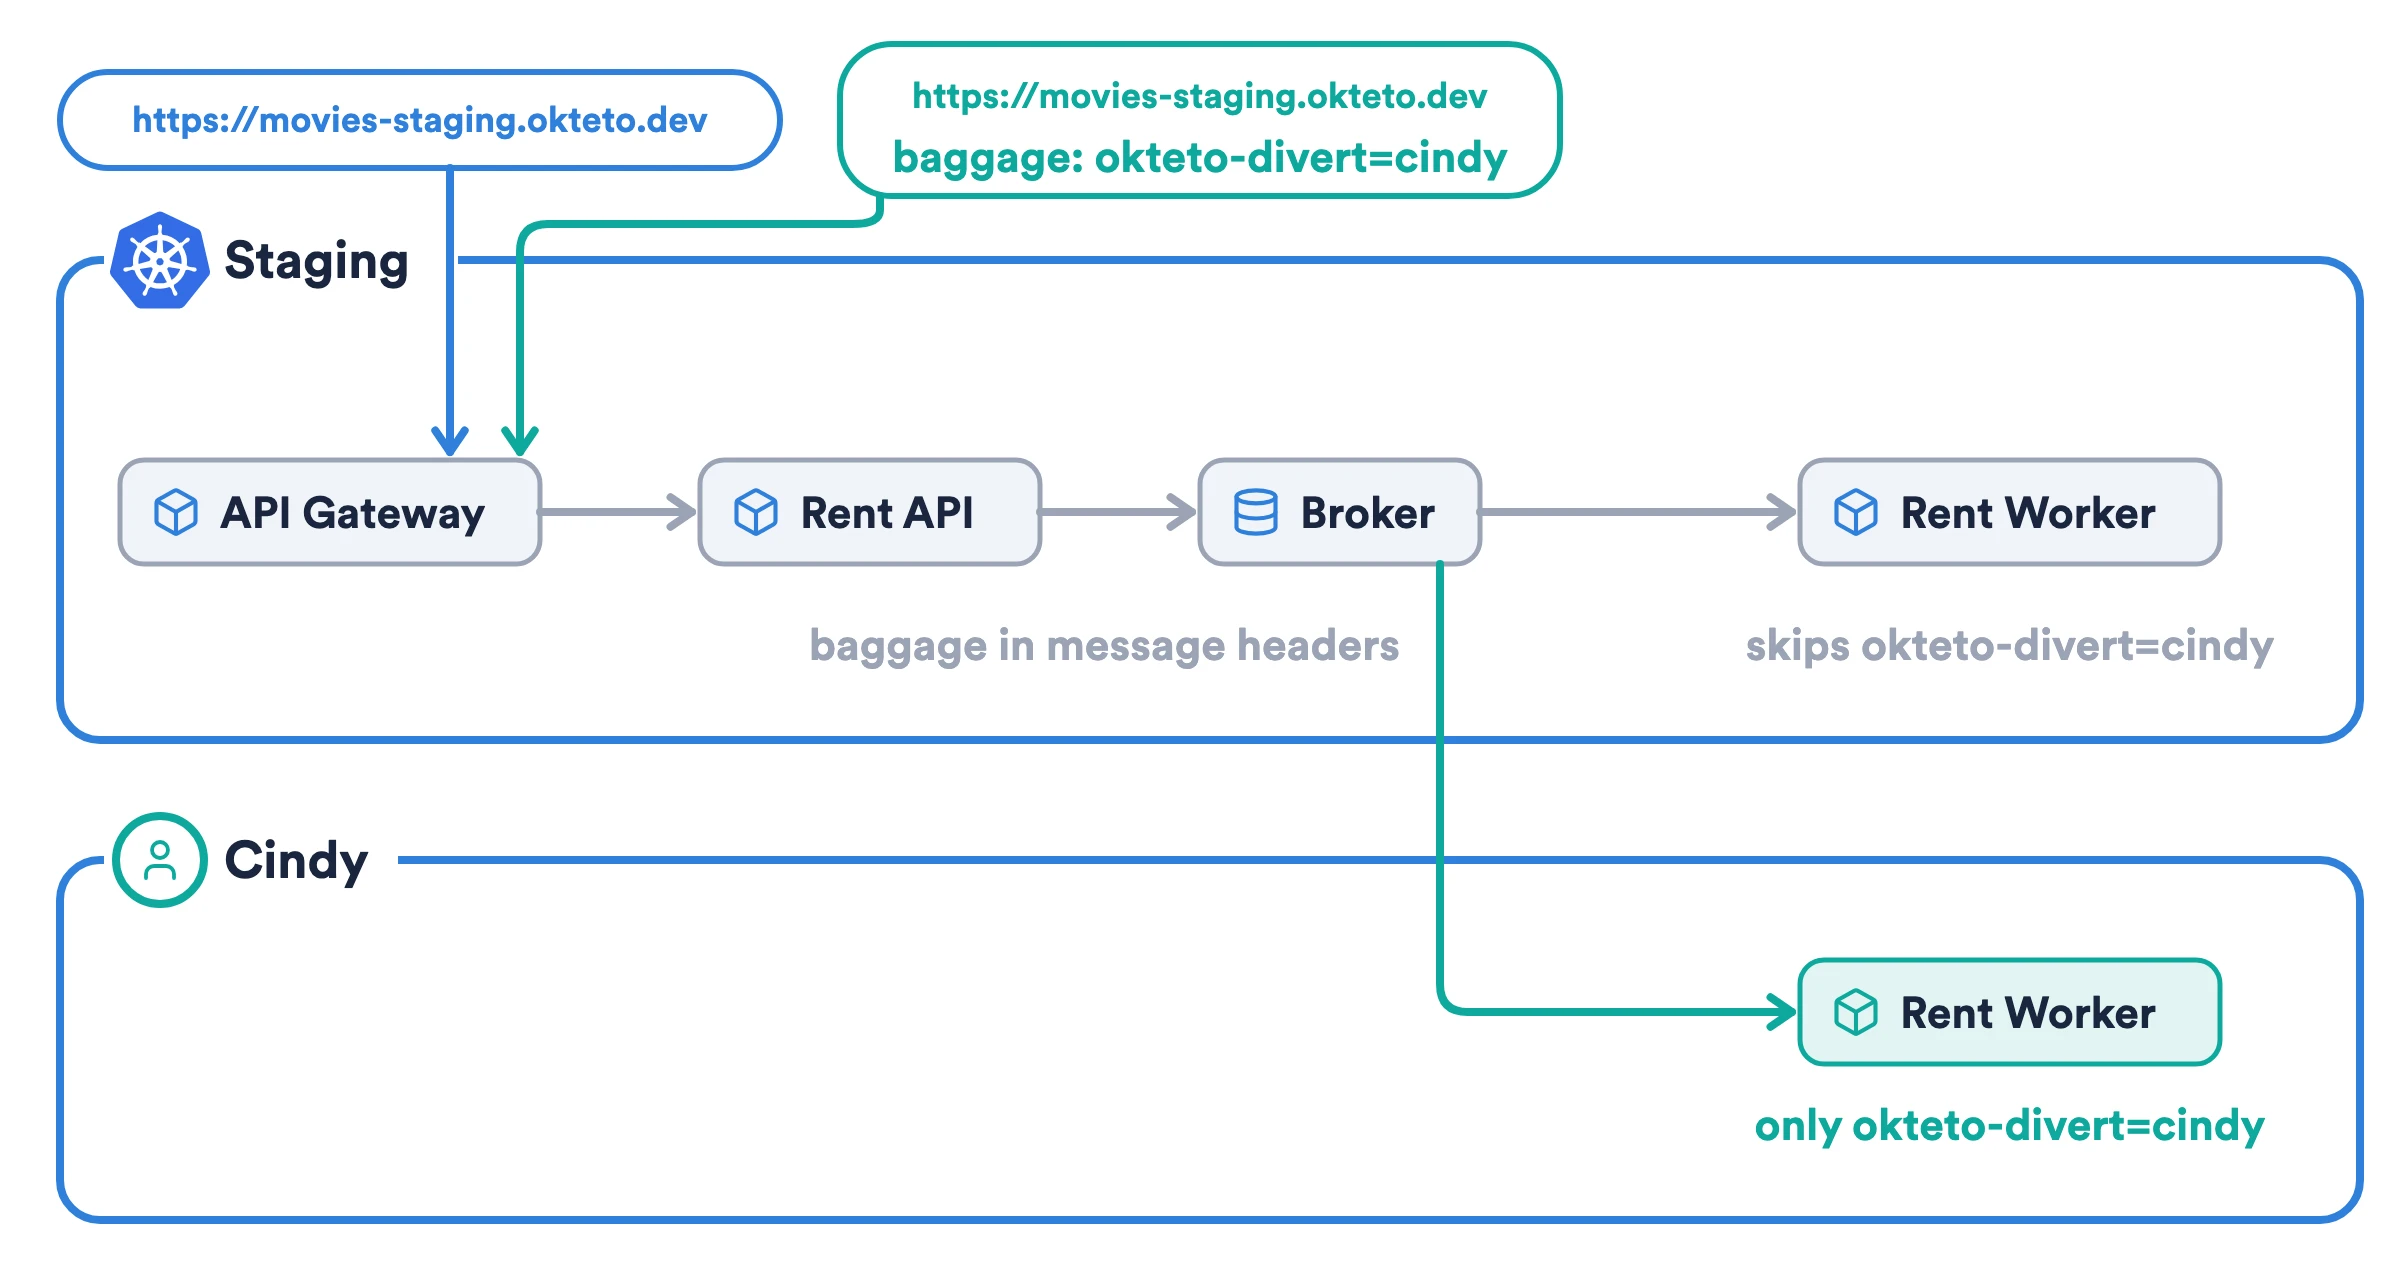 https://movies-staging.okteto.dev
https://movies-staging.okteto.dev
baggage: okteto-divert=cindy
Staging
API Gateway
Rent API
Broker
Rent Worker
baggage in message headers
skips okteto-divert=cindy
Cindy
Rent Worker
only okteto-divert=cindy